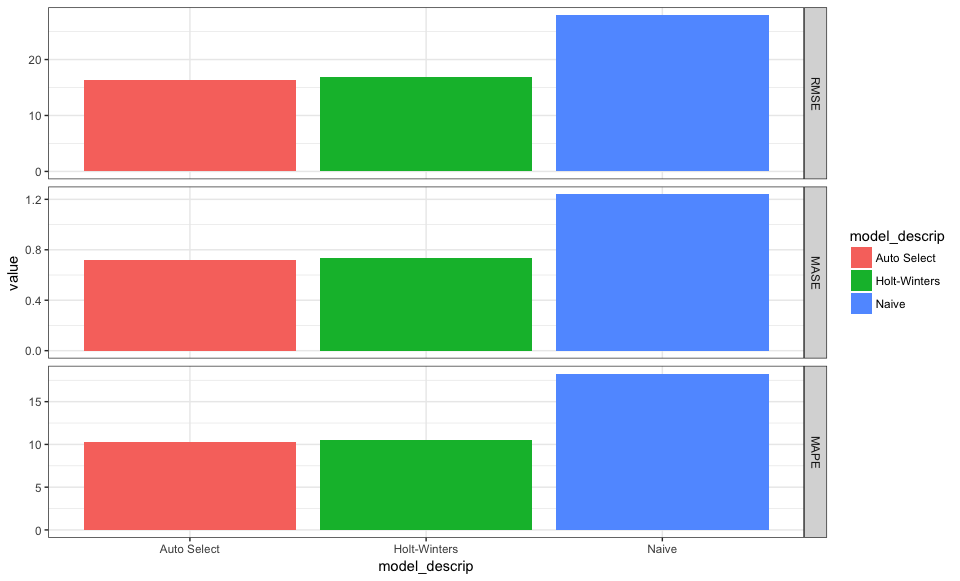 20
10
0
RMSE
1.2
0.8
0.4
0.0
MASE
value
15
10
5
0
MAPE
Auto Select
Holt-Winters
Naive
model_descrip
model_descrip
Auto Select
Holt-Winters
Naive